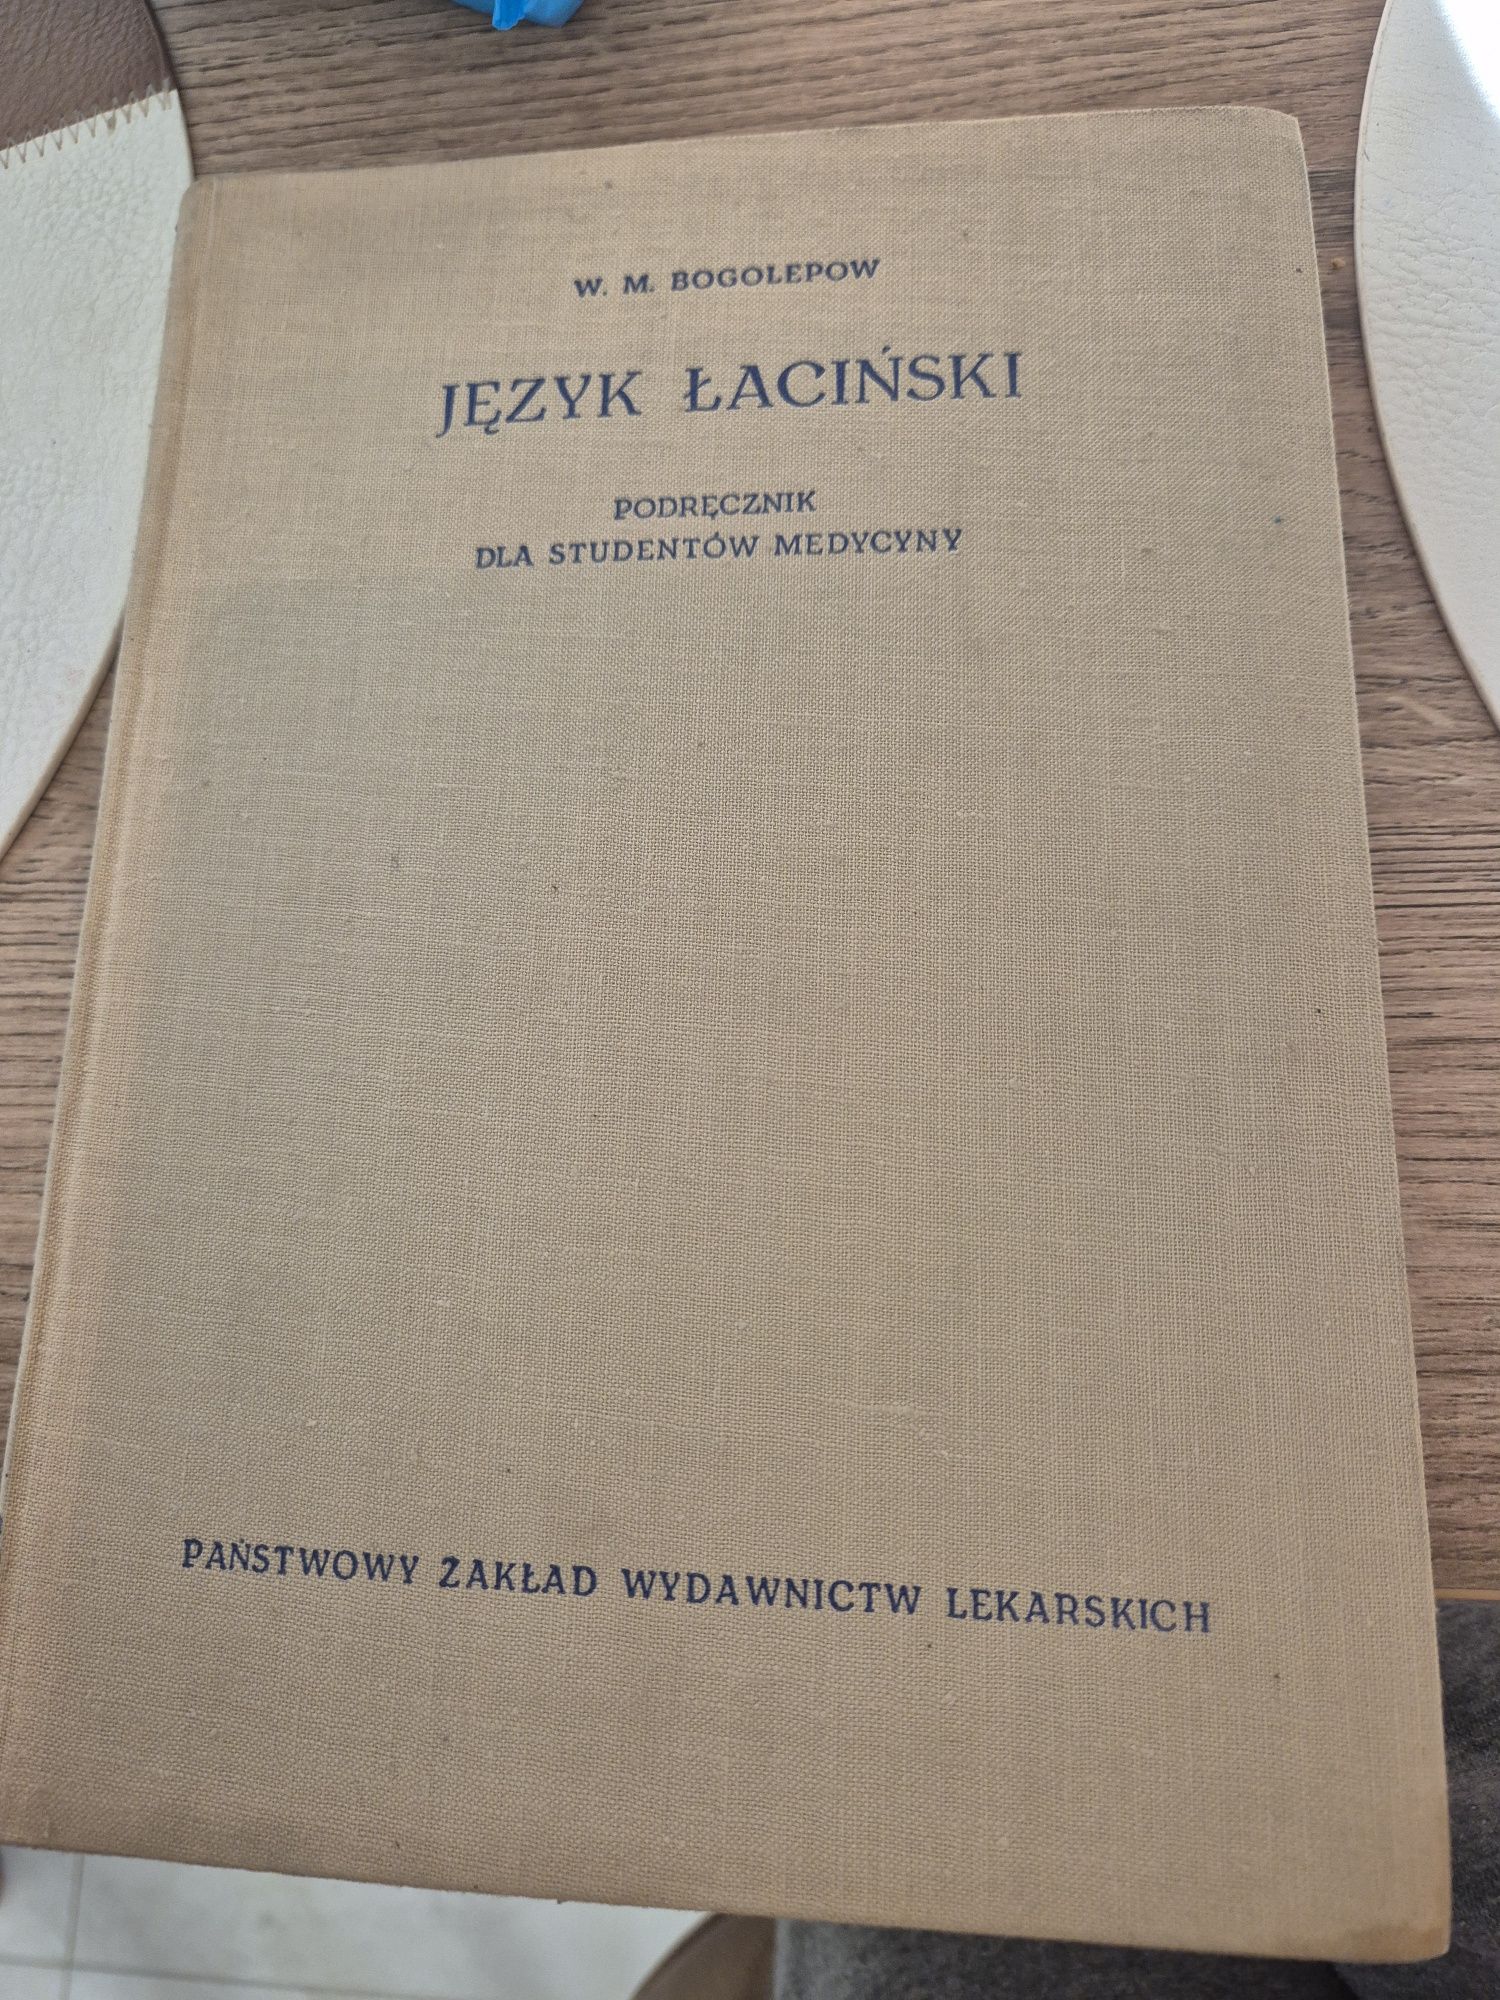 W. M. BOGOLEPOW
JĘZYK ŁACIŃSKI
PODRĘCZNIK
DLA STUDENTÓW MEDYCYNY
PAŃSTWOWY ZAKŁAD WYDAWNICTW LEKARSKICH